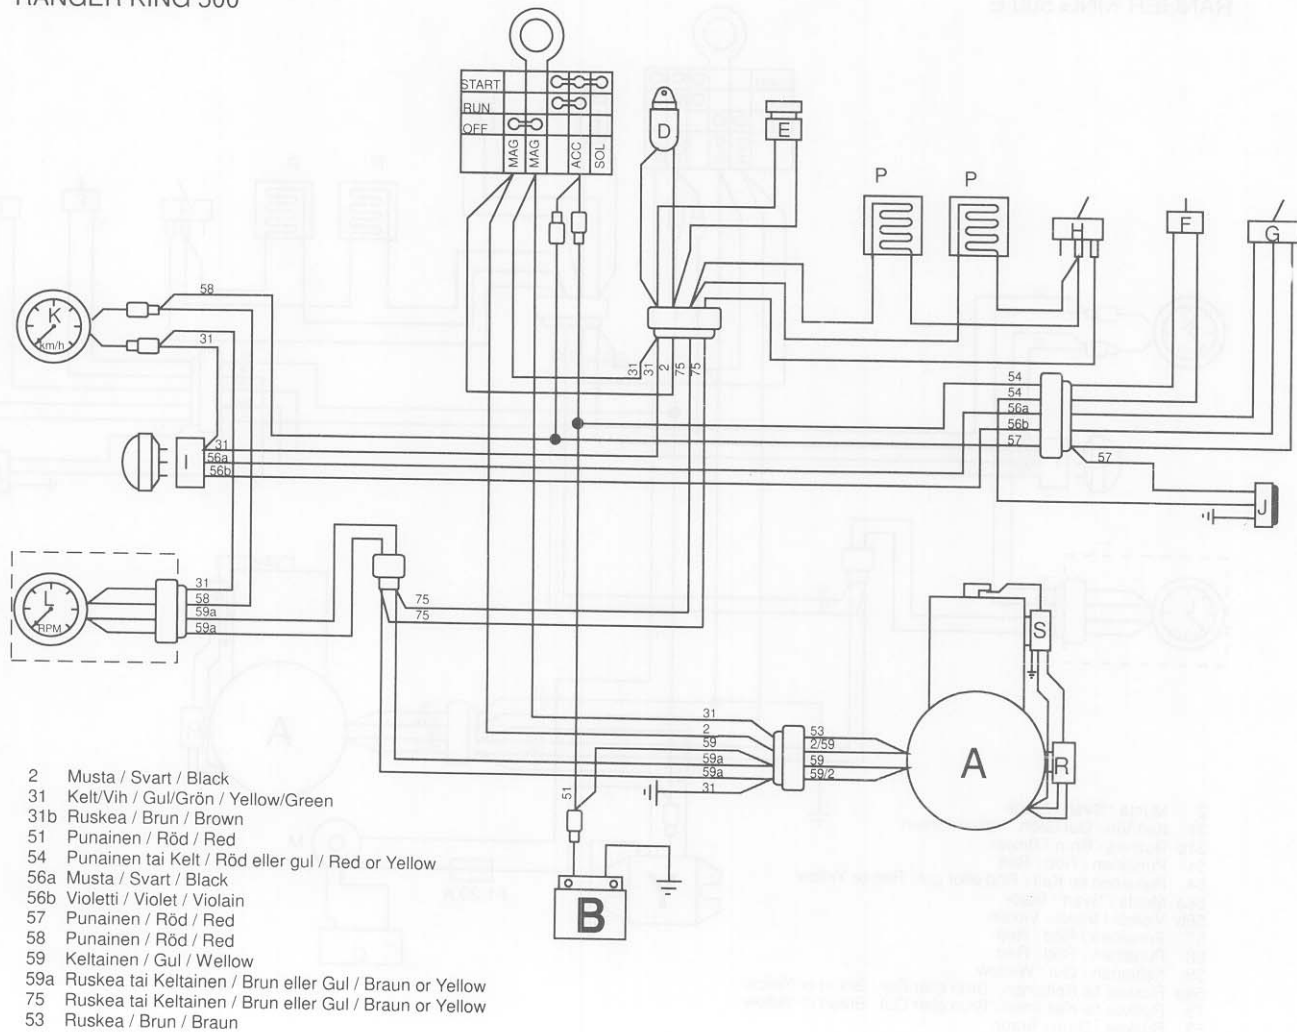 RANGER KING 500
START
RUN
OFF
MAG
MAG
ACC
SOL
D
E
P
P
H
F
G
K
km/h
58
31
31
31
2
75
75
54
54
56a
56b
57
57
I
31
56a
56b
J
L
RPM
31
58
59a
59a
75
75
S
A
R
31
2
59
59a
59a
31
53
2/59
59
59/2
51
B
2 Musta / Svart / Black
31 Kelt/Vih / Gul/Grön / Yellow/Green
31b Ruskea / Brun / Brown
51 Punainen / Röd / Red
54 Punainen tai Kelt / Röd eller gul / Red or Yellow
56a Musta / Svart / Black
56b Violetti / Violet / Violain
57 Punainen / Röd / Red
58 Punainen / Röd / Red
59 Keltainen / Gul / Wellow
59a Ruskea tai Keltainen / Brun eller Gul / Braun or Yellow
75 Ruskea tai Keltainen / Brun eller Gul / Braun or Yellow
53 Ruskea / Brun / Braun